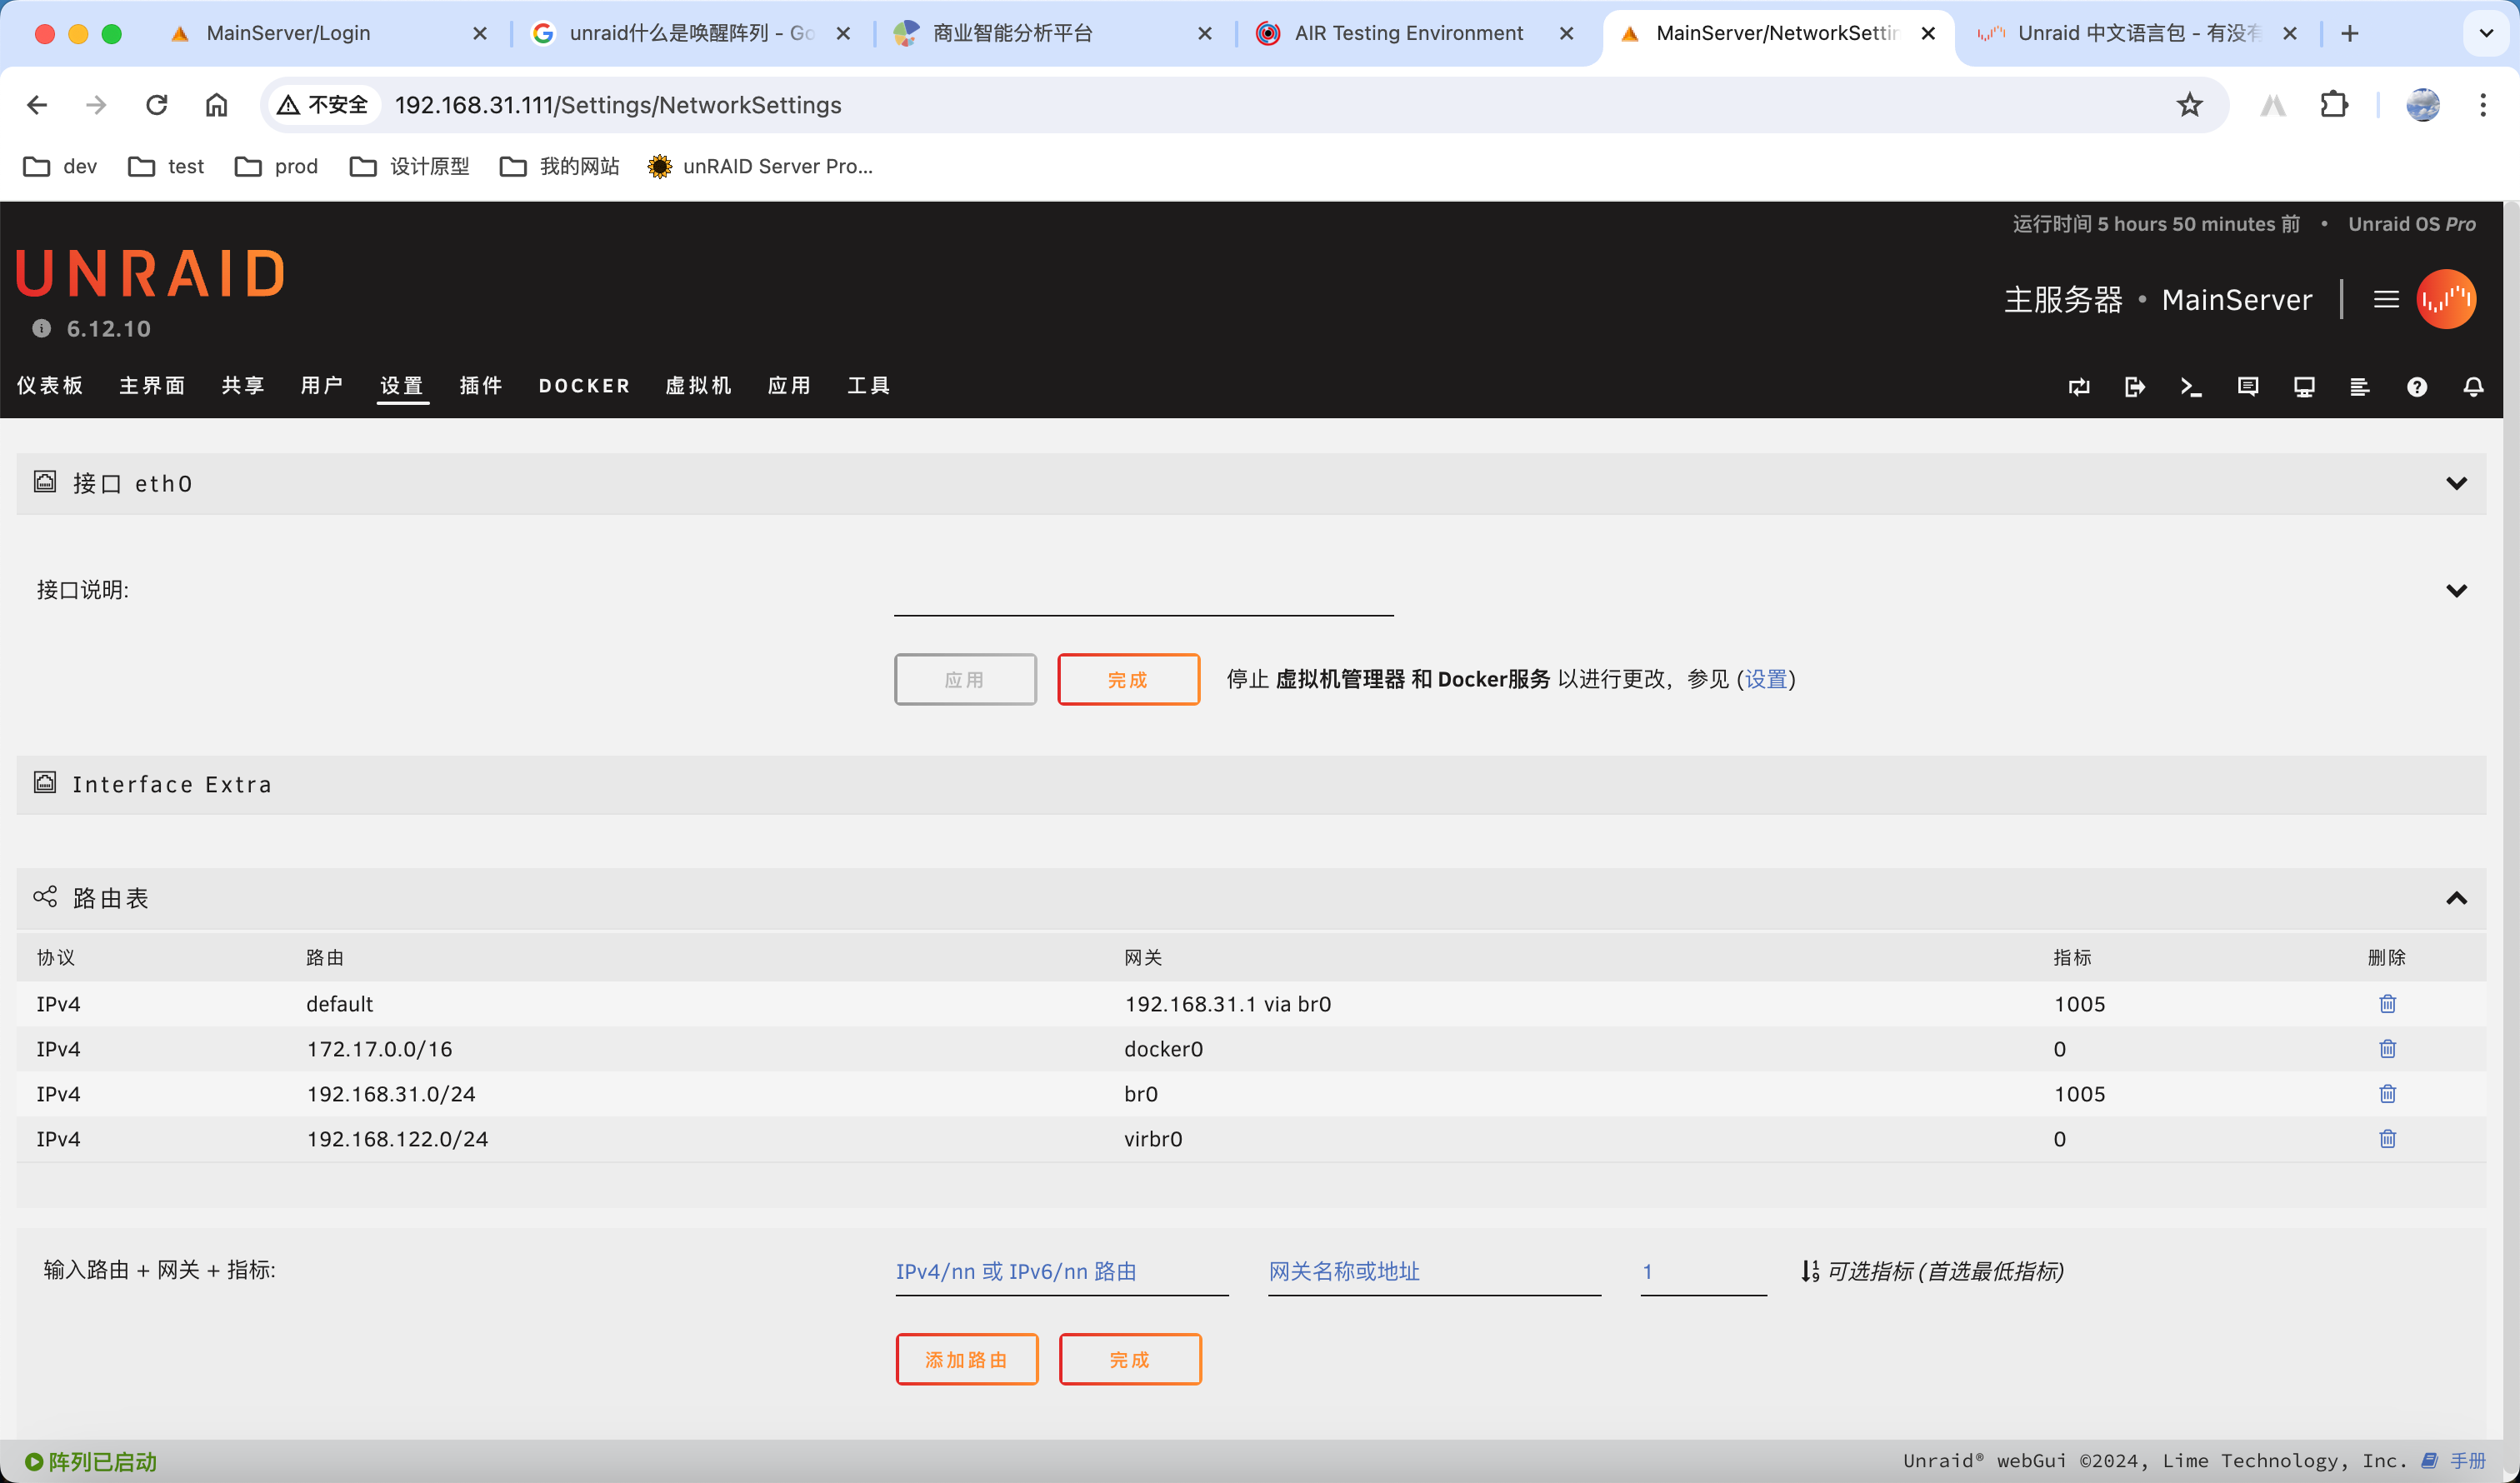 MainServer/Login
unraid什么是唤醒阵列 - Go
商业智能分析平台
AIR Testing Environment
MainServer/NetworkSettin
Unraid 中文语言包 - 有没有
不安全
192.168.31.111/Settings/NetworkSettings
dev
test
prod
设计原型
我的网站
unRAID Server Pro...
运行时间 5 hours 50 minutes 前 • Unraid OS Pro
UNRAID
6.12.10
主服务器 • MainServer
仪表板 主界面 共享 用户 设置 插件 DOCKER 虚拟机 应用 工具
接口 eth0
接口说明:
应用 完成 停止 虚拟机管理器 和 Docker服务 以进行更改，参见 (设置)
Interface Extra
路由表
协议 路由 网关 指标 删除
IPv4 default 192.168.31.1 via br0 1005
IPv4 172.17.0.0/16 docker0 0
IPv4 192.168.31.0/24 br0 1005
IPv4 192.168.122.0/24 virbr0 0
输入路由 + 网关 + 指标: IPv4/nn 或 IPv6/nn 路由 网关名称或地址 1 可选指标 (首选最低指标)
添加路由 完成
阵列已启动
Unraid® webGui ©2024, Lime Technology, Inc. 手册